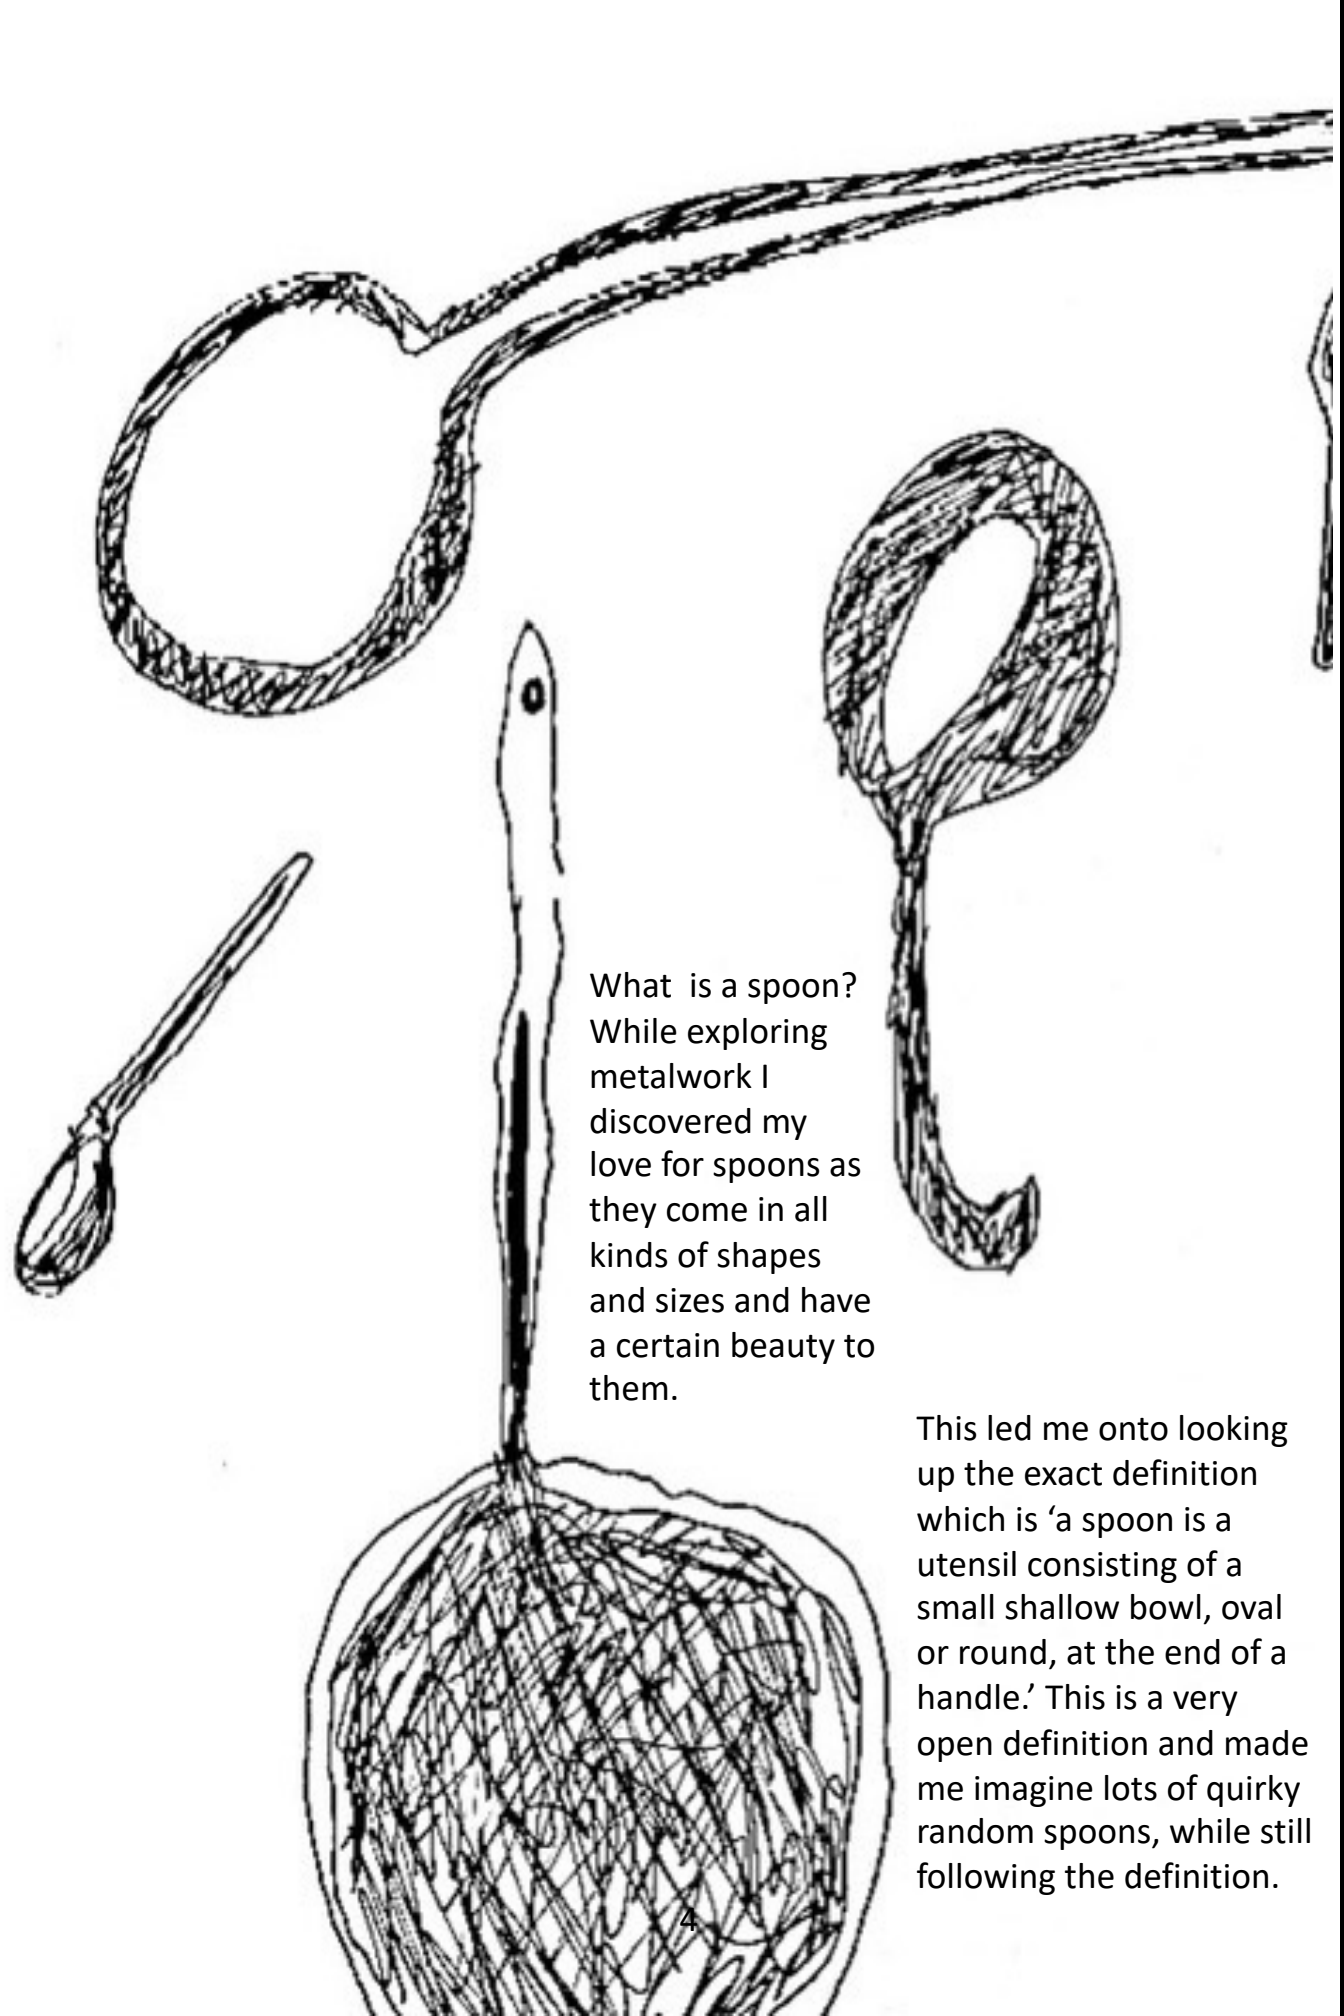 What  is a spoon?
While exploring
metalwork I
discovered my
love for spoons as
they come in all
kinds of shapes
and sizes and have
a certain beauty to
them.
This led me onto looking
up the exact definition
which is ‘a spoon is a
utensil consisting of a
small shallow bowl, oval
or round, at the end of a
handle.’ This is a very
open definition and made
me imagine lots of quirky
random spoons, while still
following the definition.
4